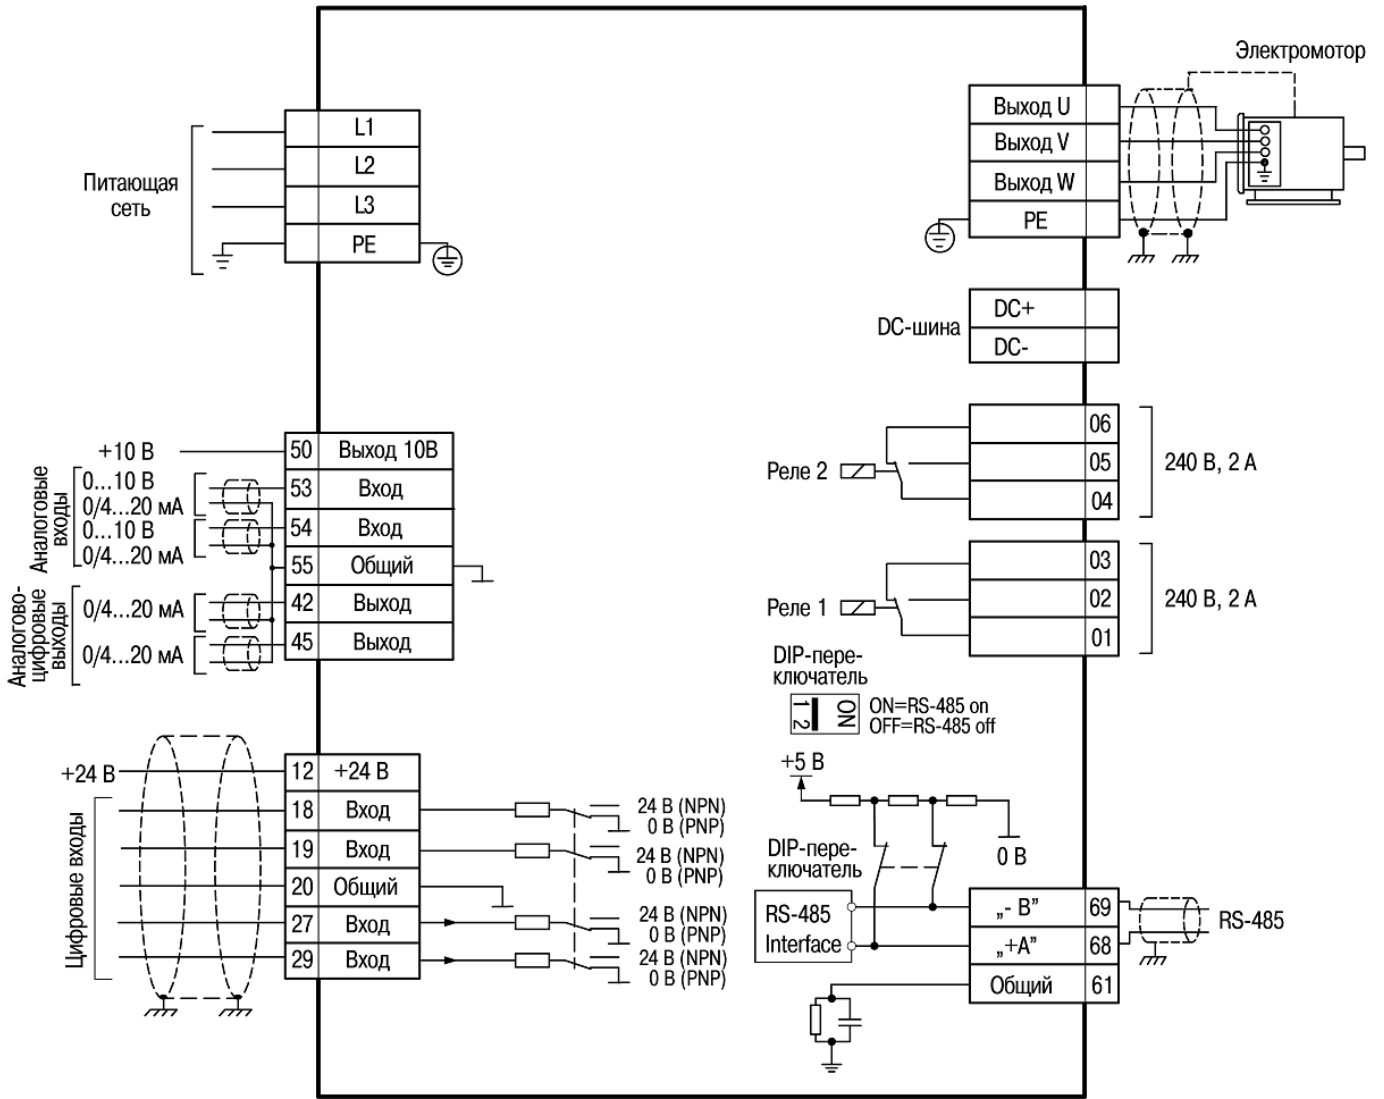 Электромотор
Питающая
сеть
L1
L2
L3
PE
Выход U
Выход V
Выход W
PE
DC-шина
DC+
DC-
+10 В
50 Выход 10В
Аналоговые
входы
0...10 В
0/4...20 мА
53 Вход
0...10 В
0/4...20 мА
54 Вход
55 Общий
Аналогово-
цифровые
выходы
0/4...20 мА
42 Выход
0/4...20 мА
45 Выход
Реле 2
06
05
04
240 В, 2 А
Реле 1
03
02
01
240 В, 2 А
DIP-пере-
ключатель
1 2 ON
ON=RS-485 on
OFF=RS-485 off
+24 В
12 +24 В
Цифровые входы
18 Вход
24 В (NPN)
0 В (PNP)
19 Вход
24 В (NPN)
0 В (PNP)
20 Общий
27 Вход
24 В (NPN)
0 В (PNP)
29 Вход
24 В (NPN)
0 В (PNP)
+5 В
0 В
DIP-пере-
ключатель
RS-485
Interface
„- B” 69
„+A” 68
Общий 61
RS-485